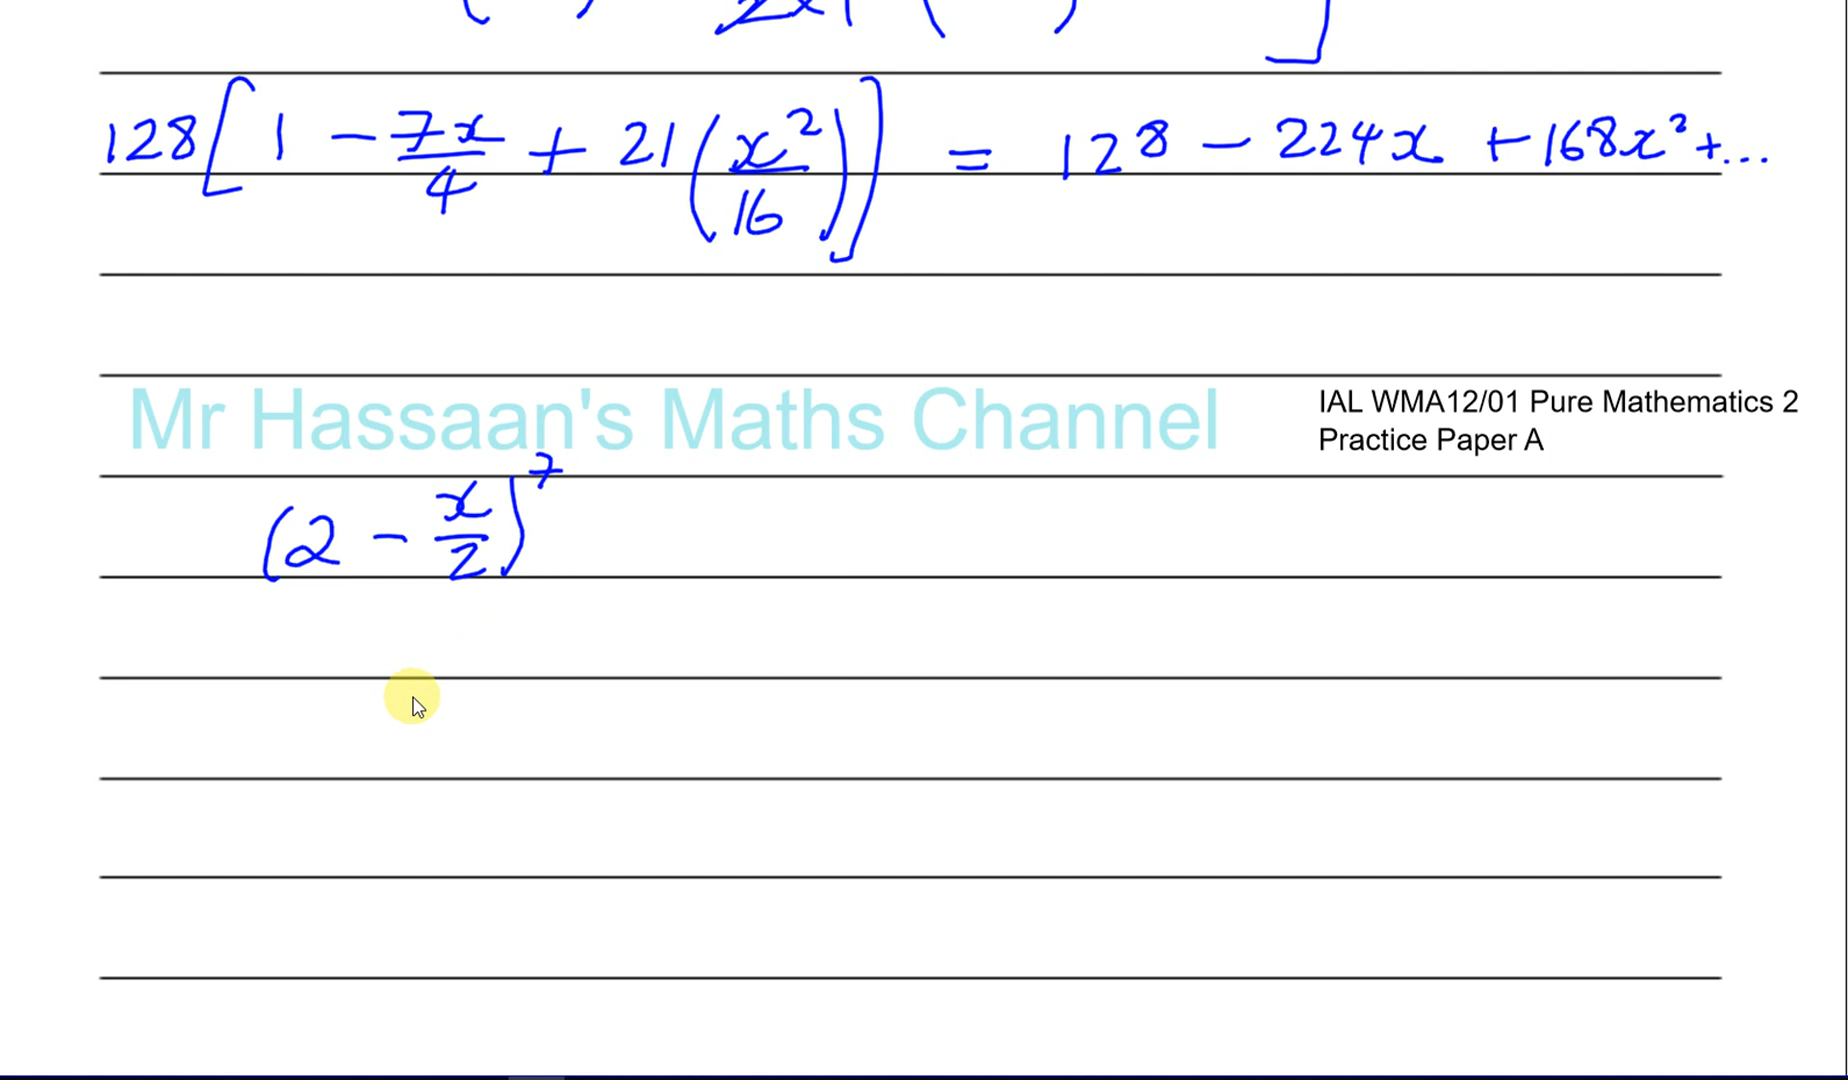 128[1 - 7x/4 + 21(x²/16)] = 128 - 224x + 168x² + ...
Mr Hassaan's Maths Channel
IAL WMA12/01 Pure Mathematics 2
Practice Paper A
(2 - x/2)⁷